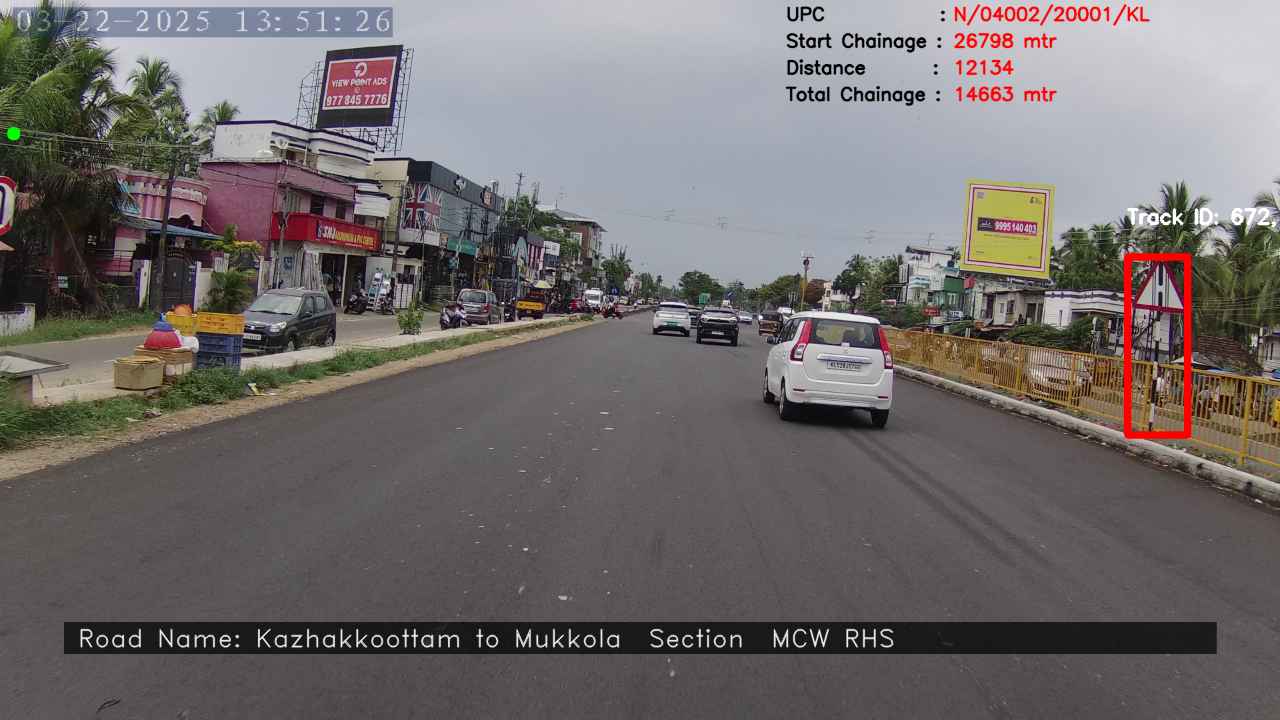 03-22-2025 13:51:26
UPC : N/04002/20001/KL
Start Chainage : 26798 mtr
Distance : 12134
Total Chainage : 14663 mtr
VIEW POINT ADS
977 845 7776
9995 140 403
Track ID: 672,
Road Name: Kazhakkoottam to Mukkola Section MCW RHS